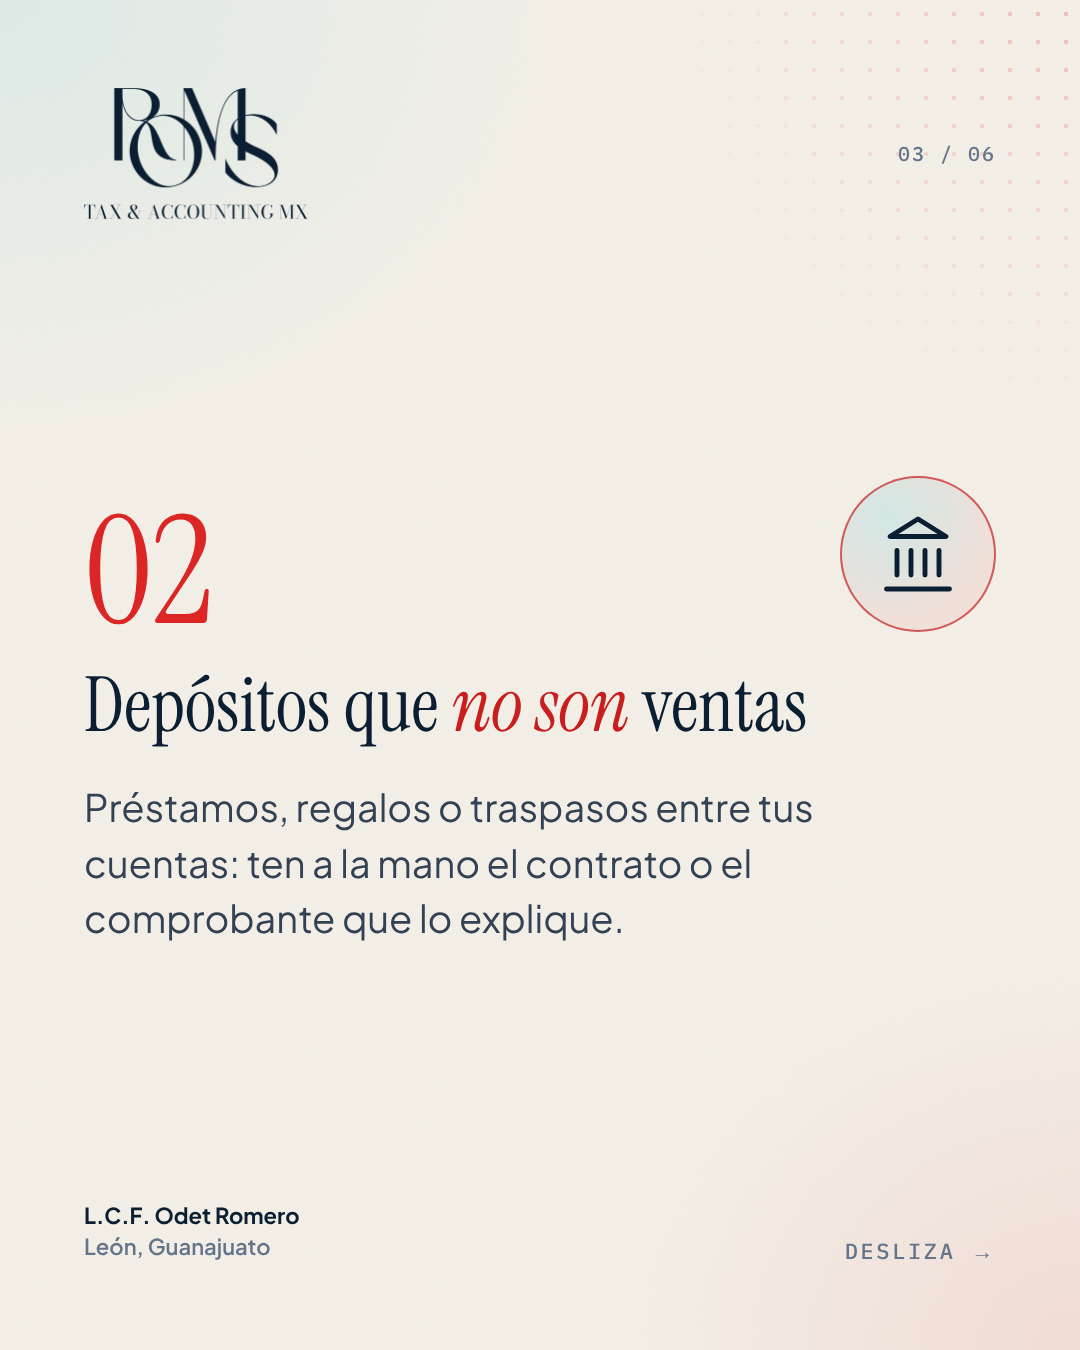 ROMS
TAX & ACCOUNTING MX
03 / 06
02
Depósitos que no son ventas
Préstamos, regalos o traspasos entre tus
cuentas: ten a la mano el contrato o el
comprobante que lo explique.
L.C.F. Odet Romero
León, Guanajuato
DESLIZA →